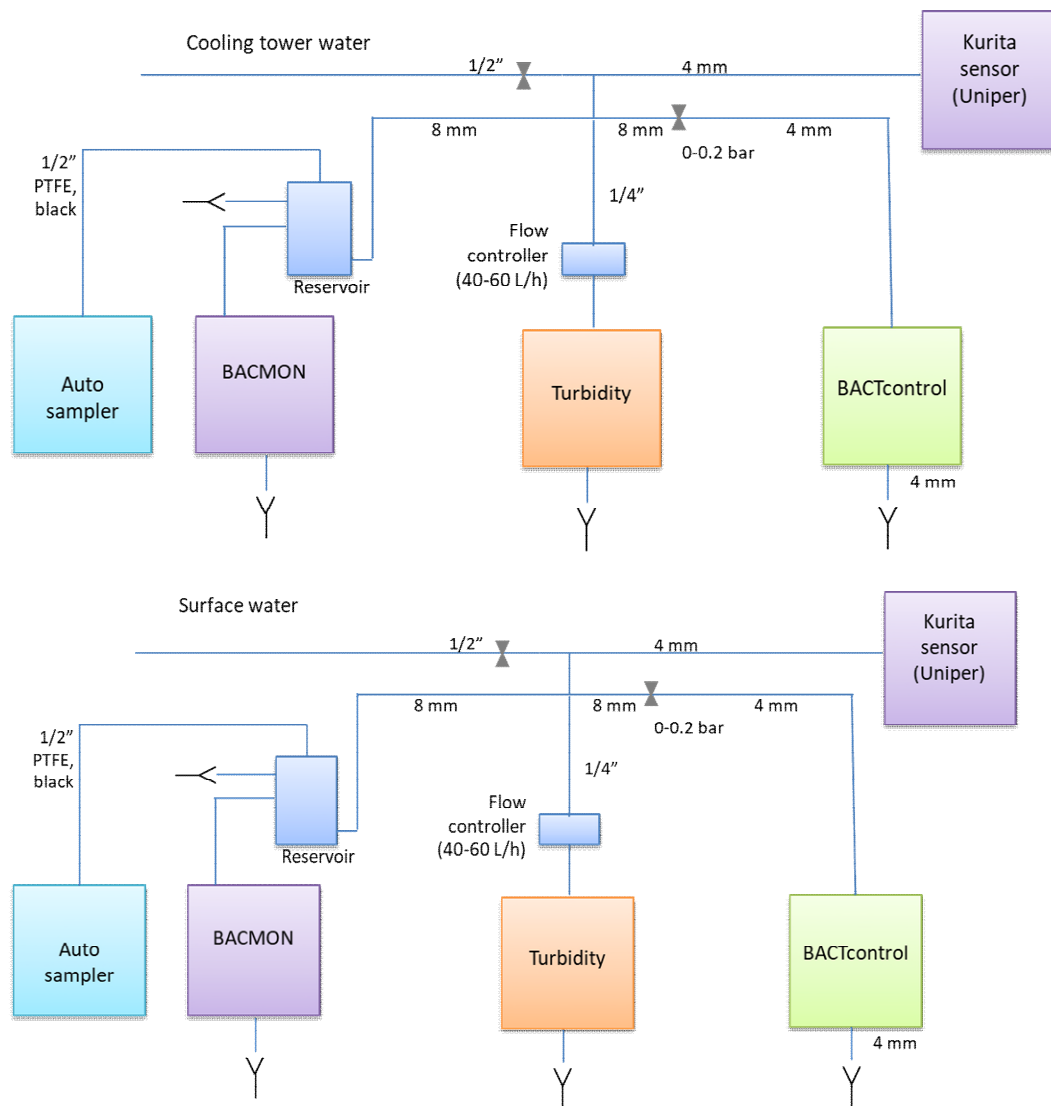 Cooling tower water
1/2”
4 mm
Kurita
sensor
(Uniper)
8 mm
8 mm
4 mm
0-0.2 bar
1/2”
PTFE,
black
1/4”
Flow
controller
(40-60 L/h)
Reservoir
Auto
sampler
BACMON
Turbidity
BACTcontrol
4 mm
Surface water
1/2”
4 mm
Kurita
sensor
(Uniper)
8 mm
8 mm
4 mm
0-0.2 bar
1/2”
PTFE,
black
1/4”
Flow
controller
(40-60 L/h)
Reservoir
Auto
sampler
BACMON
Turbidity
BACTcontrol
4 mm